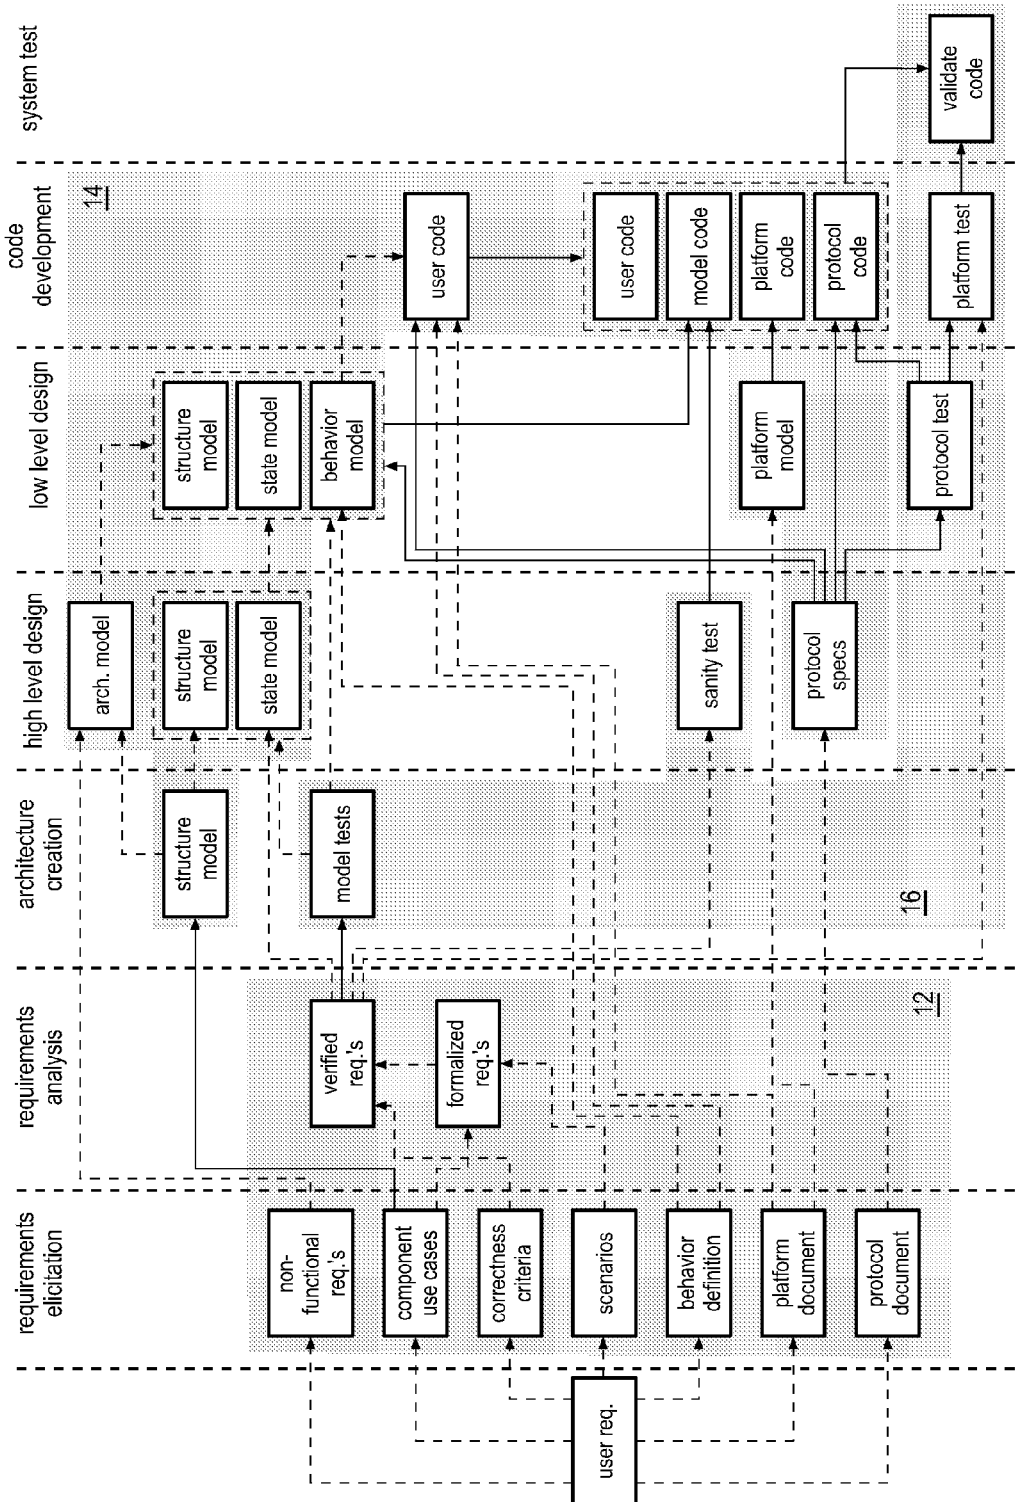 requirements
elicitation
requirements
analysis
architecture
creation
high level design
low level design
code
development
system test
user req.
non-
functional
req.'s
component
use cases
correctness
criteria
scenarios
behavior
definition
platform
document
protocol
document
verified
req.'s
formalized
req.'s
12
structure
model
model tests
16
arch. model
structure
model
state model
sanity test
protocol
specs
structure
model
state model
behavior
model
platform
model
protocol test
14
user code
user code
model code
platform
code
protocol
code
platform test
validate
code